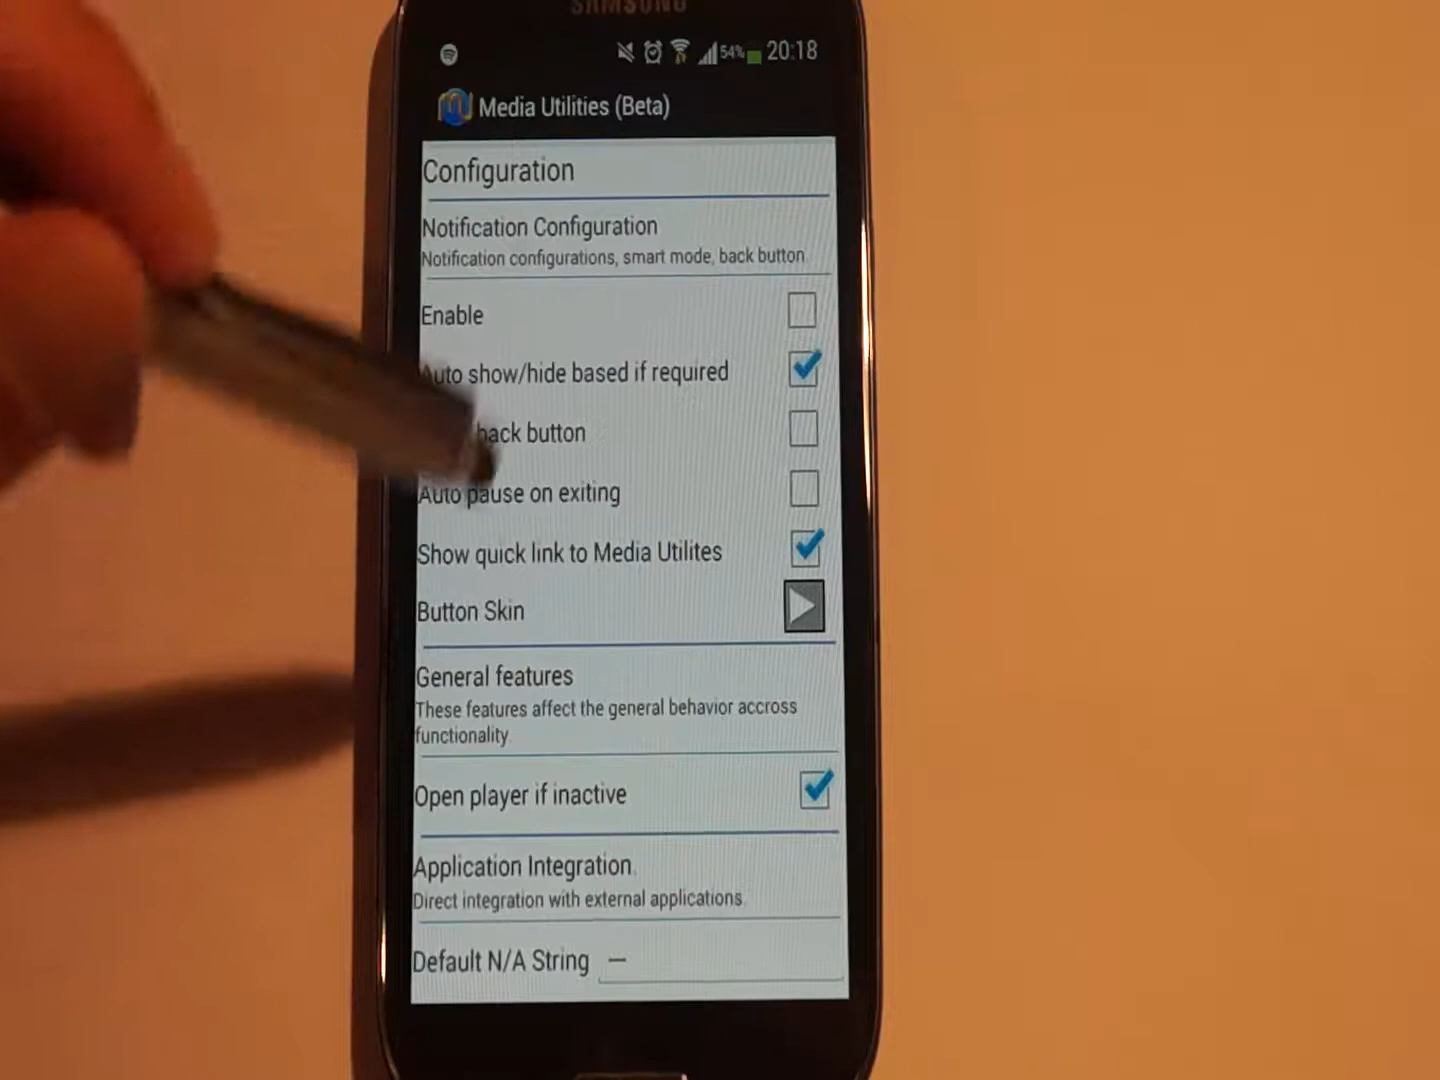 SAMSUNG
54% 20:18
Media Utilities (Beta)
Configuration
Notification Configuration
Notification configurations, smart mode, back button
Enable
Auto show/hide based if required
back button
Auto pause on exiting
Show quick link to Media Utilites
Button Skin
General features
These features affect the general behavior accross
functionality
Open player if inactive
Application Integration
Direct integration with external applications
Default N/A String —